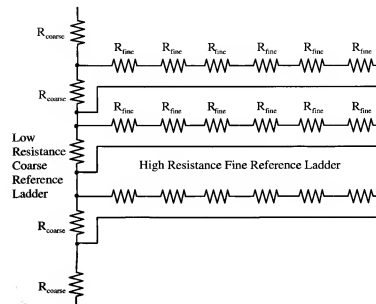 R_coarse
R_fine R_fine R_fine R_fine R_fine R_fine
R_coarse
R_fine R_fine R_fine R_fine R_fine R_fine
Low
Resistance
Coarse
Reference
Ladder
High Resistance Fine Reference Ladder
R_coarse
R_coarse